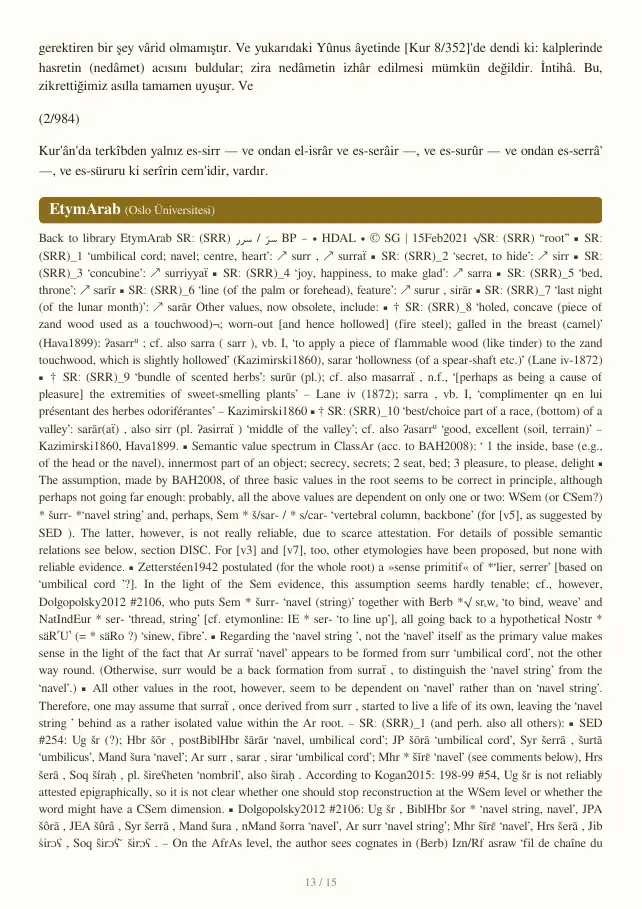 gerektiren bir şey vârid olmamıştır. Ve yukarıdaki Yûnus âyetinde [Kur 8/352]'de dendi ki: kalplerinde
hasretin (nedâmet) acısını buldular; zira nedâmetin izhâr edilmesi mümkün değildir. İntihâ. Bu,
zikrettiğimiz asılla tamamen uyuşur. Ve
(2/984)
Kur'ân'da terkîbden yalnız es-sirr — ve ondan el-isrâr ve es-serâir —, ve es-surûr — ve ondan es-serrâ'
—, ve es-süruru ki serîrin cem'idir, vardır.
EtymArab (Oslo Üniversitesi)
Back to library EtymArab SR: (SRR) سرّ / سرر BP – • HDAL • © SG | 15Feb2021 √SR: (SRR) “root” ▪ SR:
(SRR)_1 ‘umbilical cord; navel; centre, heart’: ↗ surr , ↗ surraẗ ▪ SR: (SRR)_2 ‘secret, to hide’: ↗ sirr ▪ SR:
(SRR)_3 ‘concubine’: ↗ surriyyaẗ ▪ SR: (SRR)_4 ‘joy, happiness, to make glad’: ↗ sarra ▪ SR: (SRR)_5 ‘bed,
throne’: ↗ sarīr ▪ SR: (SRR)_6 ‘line (of the palm or forehead), feature’: ↗ surur , sirār ▪ SR: (SRR)_7 ‘last night
(of the lunar month)’: ↗ sarār Other values, now obsolete, include: ▪ † SR: (SRR)_8 ‘holed, concave (piece of
zand wood used as a touchwood)¬; worn-out [and hence hollowed] (fire steel); galled in the breast (camel)’
(Hava1899): ʔasarrᵘ ; cf. also sarra ( sarr ), vb. I, ‘to apply a piece of flammable wood (like tinder) to the zand
touchwood, which is slightly hollowed’ (Kazimirski1860), sarar ‘hollowness (of a spear-shaft etc.)’ (Lane iv-1872)
▪ † SR: (SRR)_9 ‘bundle of scented herbs’: surūr (pl.); cf. also masarraẗ , n.f., ‘[perhaps as being a cause of
pleasure] the extremities of sweet-smelling plants’ – Lane iv (1872); sarra , vb. I, ‘complimenter qn en lui
présentant des herbes odoriférantes’ – Kazimirski1860 ▪ † SR: (SRR)_10 ‘best/choice part of a race, (bottom) of a
valley’: sarār(aẗ) , also sirr (pl. ʔasirraẗ ) ‘middle of the valley’; cf. also ʔasarrᵘ ‘good, excellent (soil, terrain)’ –
Kazimirski1860, Hava1899. ▪ Semantic value spectrum in ClassAr (acc. to BAH2008): ‘ 1 the inside, base (e.g.,
of the head or the navel), innermost part of an object; secrecy, secrets; 2 seat, bed; 3 pleasure, to please, delight ▪
The assumption, made by BAH2008, of three basic values in the root seems to be correct in principle, although
perhaps not going far enough: probably, all the above values are dependent on only one or two: WSem (or CSem?)
* šurr- *‘navel string’ and, perhaps, Sem * š/sar- / * s/car- ‘vertebral column, backbone’ (for [v5], as suggested by
SED ). The latter, however, is not really reliable, due to scarce attestation. For details of possible semantic
relations see below, section DISC. For [v3] and [v7], too, other etymologies have been proposed, but none with
reliable evidence. ▪ Zetterstéen1942 postulated (for the whole root) a »sense primitif« of *‘lier, serrer’ [based on
‘umbilical cord ’?]. In the light of the Sem evidence, this assumption seems hardly tenable; cf., however,
Dolgopolsky2012 #2106, who puts Sem * šurr- ‘navel (string)’ together with Berb *√ srₓwₓ ‘to bind, weave’ and
NatIndEur * ser- ‘thread, string’ [cf. etymonline: IE * ser- ‘to line up’], all going back to a hypothetical Nostr *
säRʳUʳ (= * säRo ?) ‘sinew, fibre’. ▪ Regarding the ‘navel string ’, not the ‘navel’ itself as the primary value makes
sense in the light of the fact that Ar surraẗ ‘navel’ appears to be formed from surr ‘umbilical cord’, not the other
way round. (Otherwise, surr would be a back formation from surraẗ , to distinguish the ‘navel string’ from the
‘navel’.) ▪ All other values in the root, however, seem to be dependent on ‘navel’ rather than on ‘navel string’.
Therefore, one may assume that surraẗ , once derived from surr , started to live a life of its own, leaving the ‘navel
string ’ behind as a rather isolated value within the Ar root. – SR: (SRR)_1 (and perh. also all others): ▪ SED
#254: Ug šr (?); Hbr šōr , postBiblHbr šārār ‘navel, umbilical cord’; JP šōrā ‘umbilical cord’, Syr šerrā , šurtā
‘umbilicus’, Mand šura ‘navel’; Ar surr , sarar , sirar ‘umbilical cord’; Mhr * šīrē ‘navel’ (see comments below), Hrs
šerā , Soq šíraḥ , pl. šireʕheten ‘nombril’, also šìraḥ . According to Kogan2015: 198-99 #54, Ug šr is not reliably
attested epigraphically, so it is not clear whether one should stop reconstruction at the WSem level or whether the
word might have a CSem dimension. ▪ Dolgopolsky2012 #2106: Ug šr , BiblHbr šor * ‘navel string, navel’, JPA
šôrā , JEA šûrâ , Syr šerrā , Mand šura , nMand šorra ‘navel’, Ar surr ‘navel string’; Mhr ŝīrē ‘navel’, Hrs šerā , Jib
širɔʕ , Soq širɔʕ˜ širɔʕ . – On the AfrAs level, the author sees cognates in (Berb) Izn/Rf asraw ‘fil de chaîne du
13 / 15